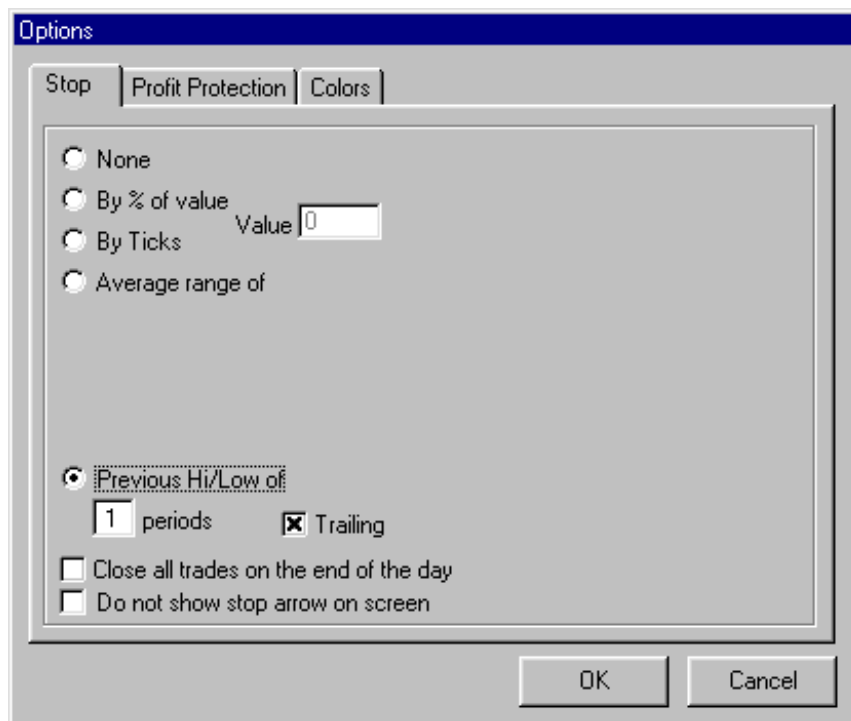 Options
Stop Profit Protection Colors
None
By % of value
Value 0
By Ticks
Average range of
Previous Hi/Low of
1 periods Trailing
Close all trades on the end of the day
Do not show stop arrow on screen
OK Cancel